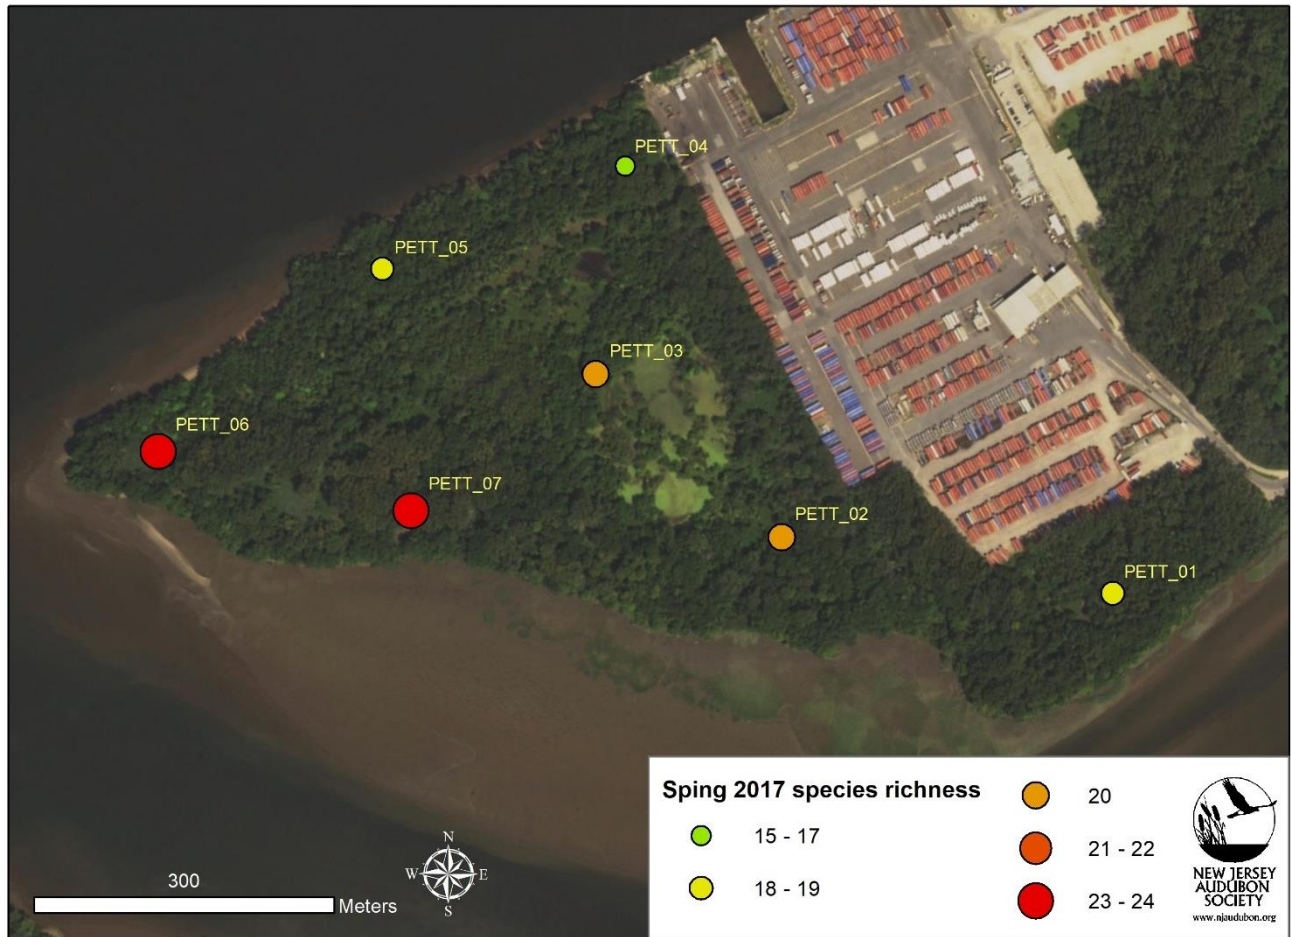 PETT_04
PETT_05
PETT_03
PETT_06
PETT_07
PETT_02
PETT_01
Sping 2017 species richness
15 - 17
18 - 19
20
21 - 22
23 - 24
300
Meters
N
W E
S
NEW JERSEY
AUDUBON
SOCIETY
www.njaudubon.org